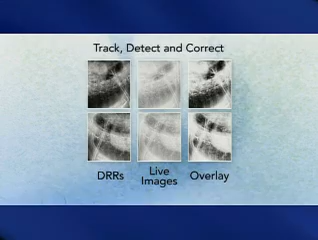 Track, Detect and Correct
DRRs
Live
Images
Overlay